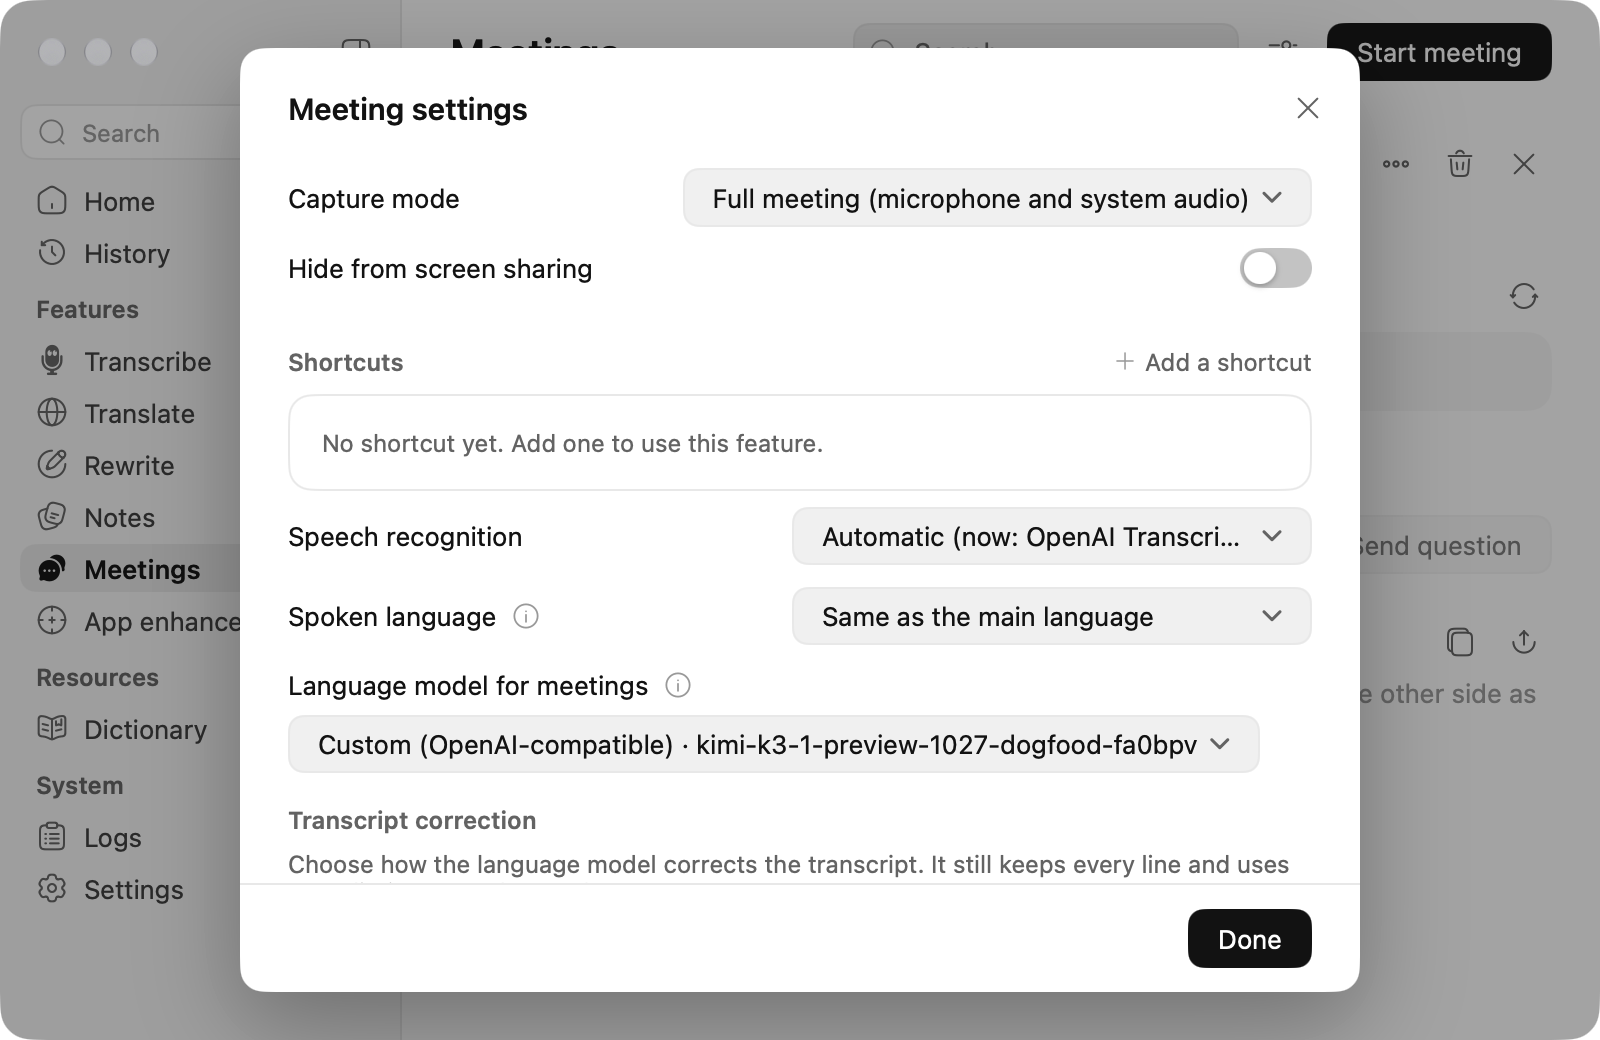 Start meeting
Search
Home
History
Features
Transcribe
Translate
Rewrite
Notes
Meetings
App enhance
Resources
Dictionary
System
Logs
Settings
Meeting settings
Capture mode
Full meeting (microphone and system audio)
Hide from screen sharing
Shortcuts
Add a shortcut
No shortcut yet. Add one to use this feature.
Speech recognition
Automatic (now: OpenAI Transcri...
Spoken language
Same as the main language
Language model for meetings
Custom (OpenAI-compatible) · kimi-k3-1-preview-1027-dogfood-fa0bpv
Transcript correction
Choose how the language model corrects the transcript. It still keeps every line and uses
Done
Send question
e other side as